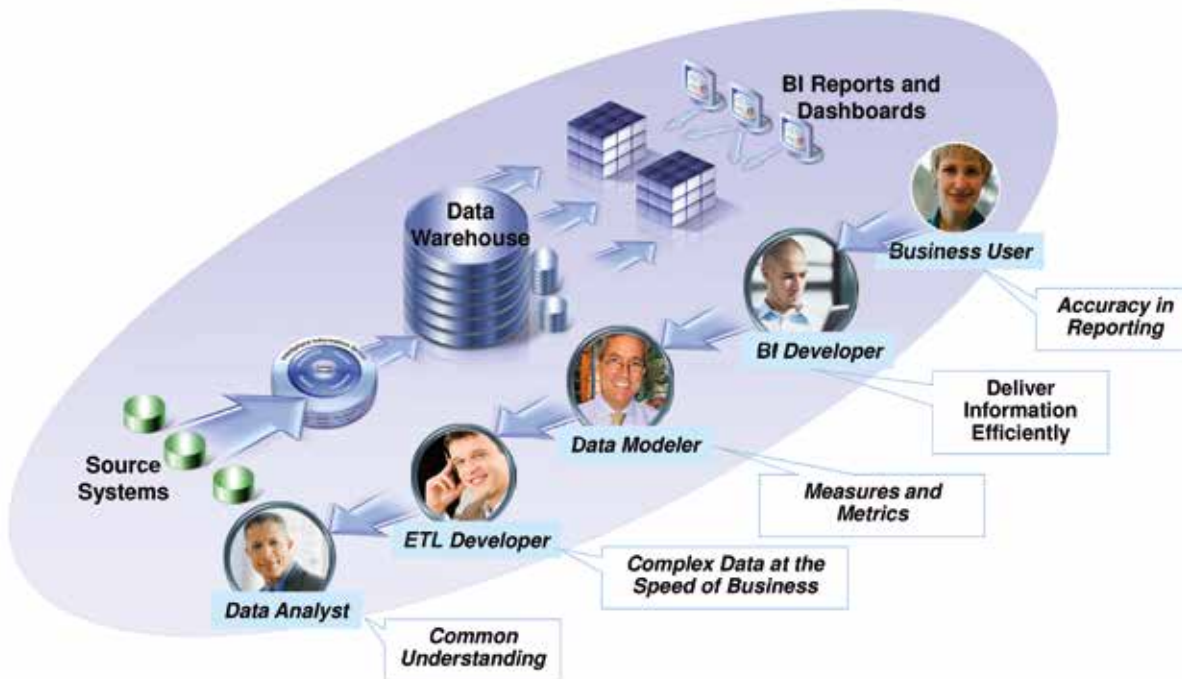 BI Reports and
Dashboards
Data
Warehouse
Business User
Accuracy in
Reporting
BI Developer
Deliver
Information
Efficiently
Data Modeler
Measures and
Metrics
Source
Systems
ETL Developer
Complex Data at the
Speed of Business
Data Analyst
Common
Understanding